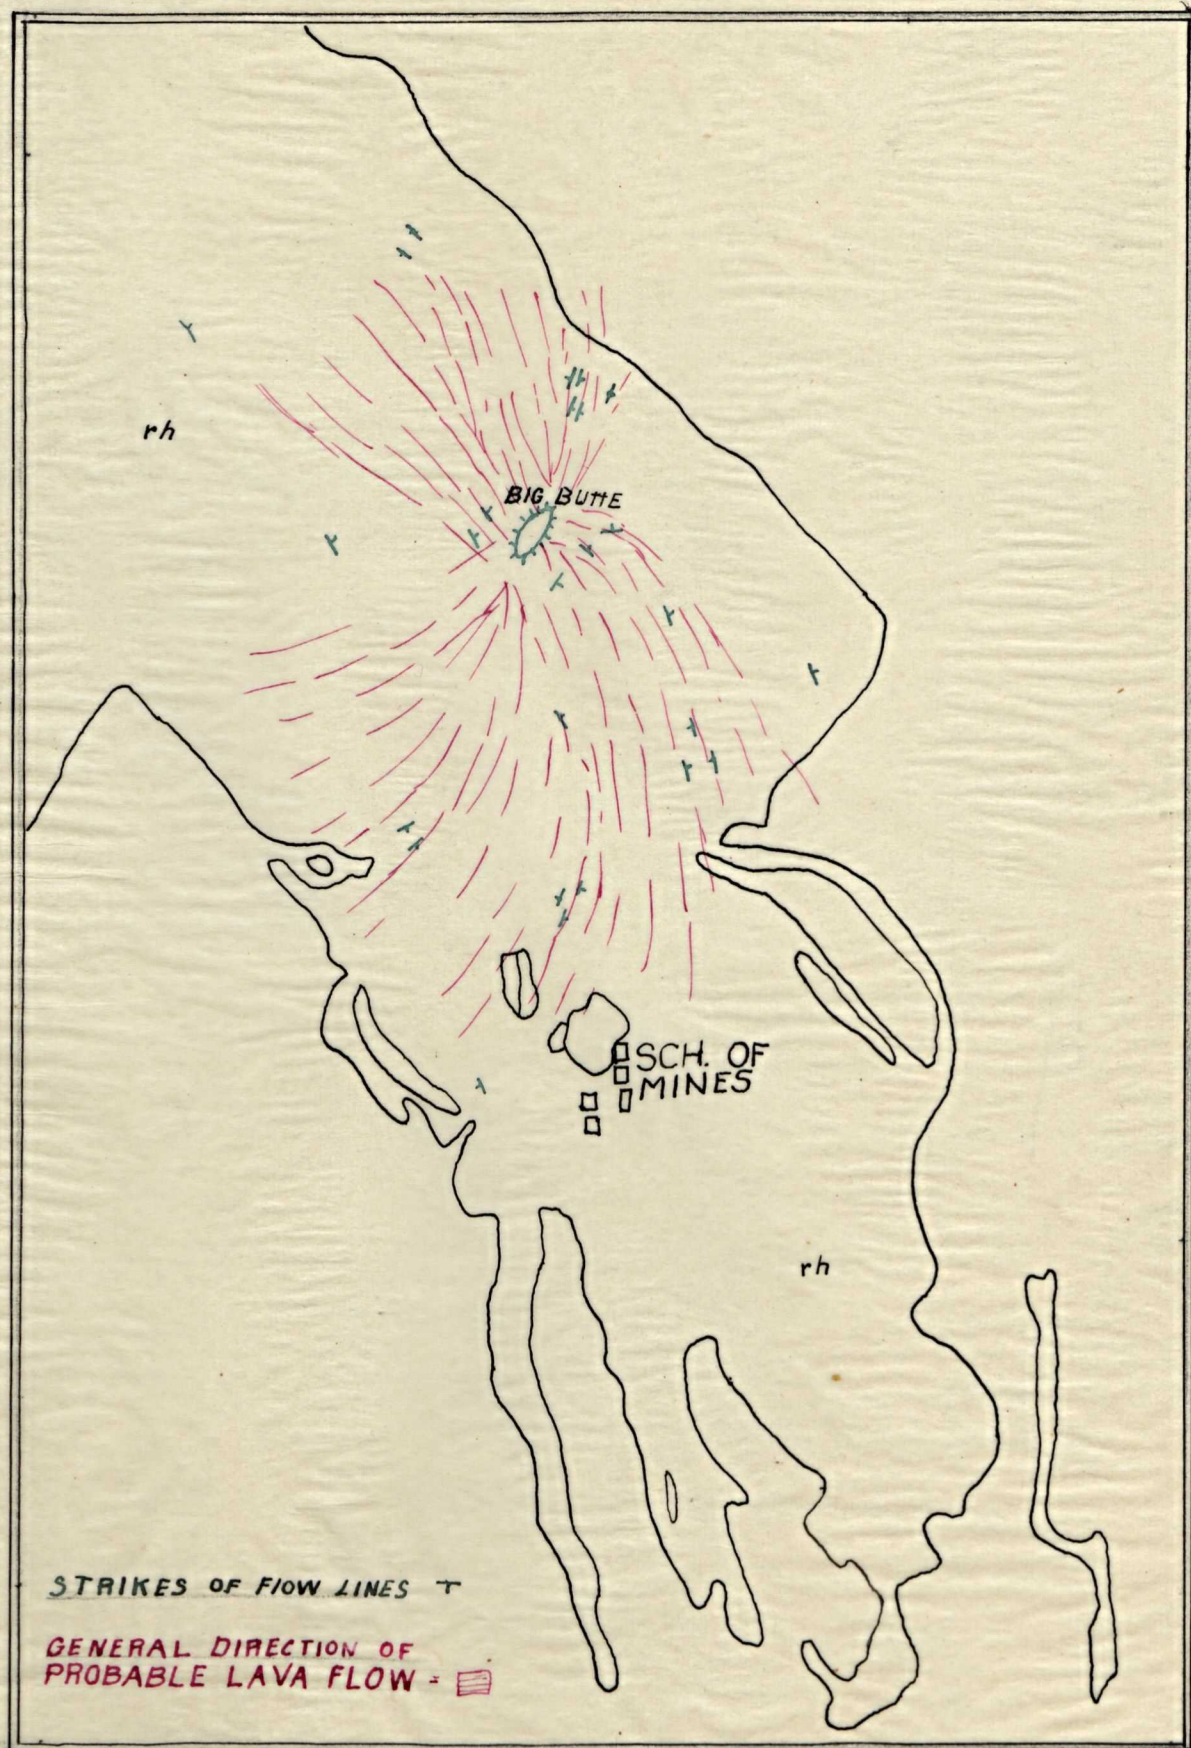 rh
BIG BUTTE
SCH. OF
MINES
rh
STRIKES OF FLOW LINES
GENERAL DIRECTION OF
PROBABLE LAVA FLOW -